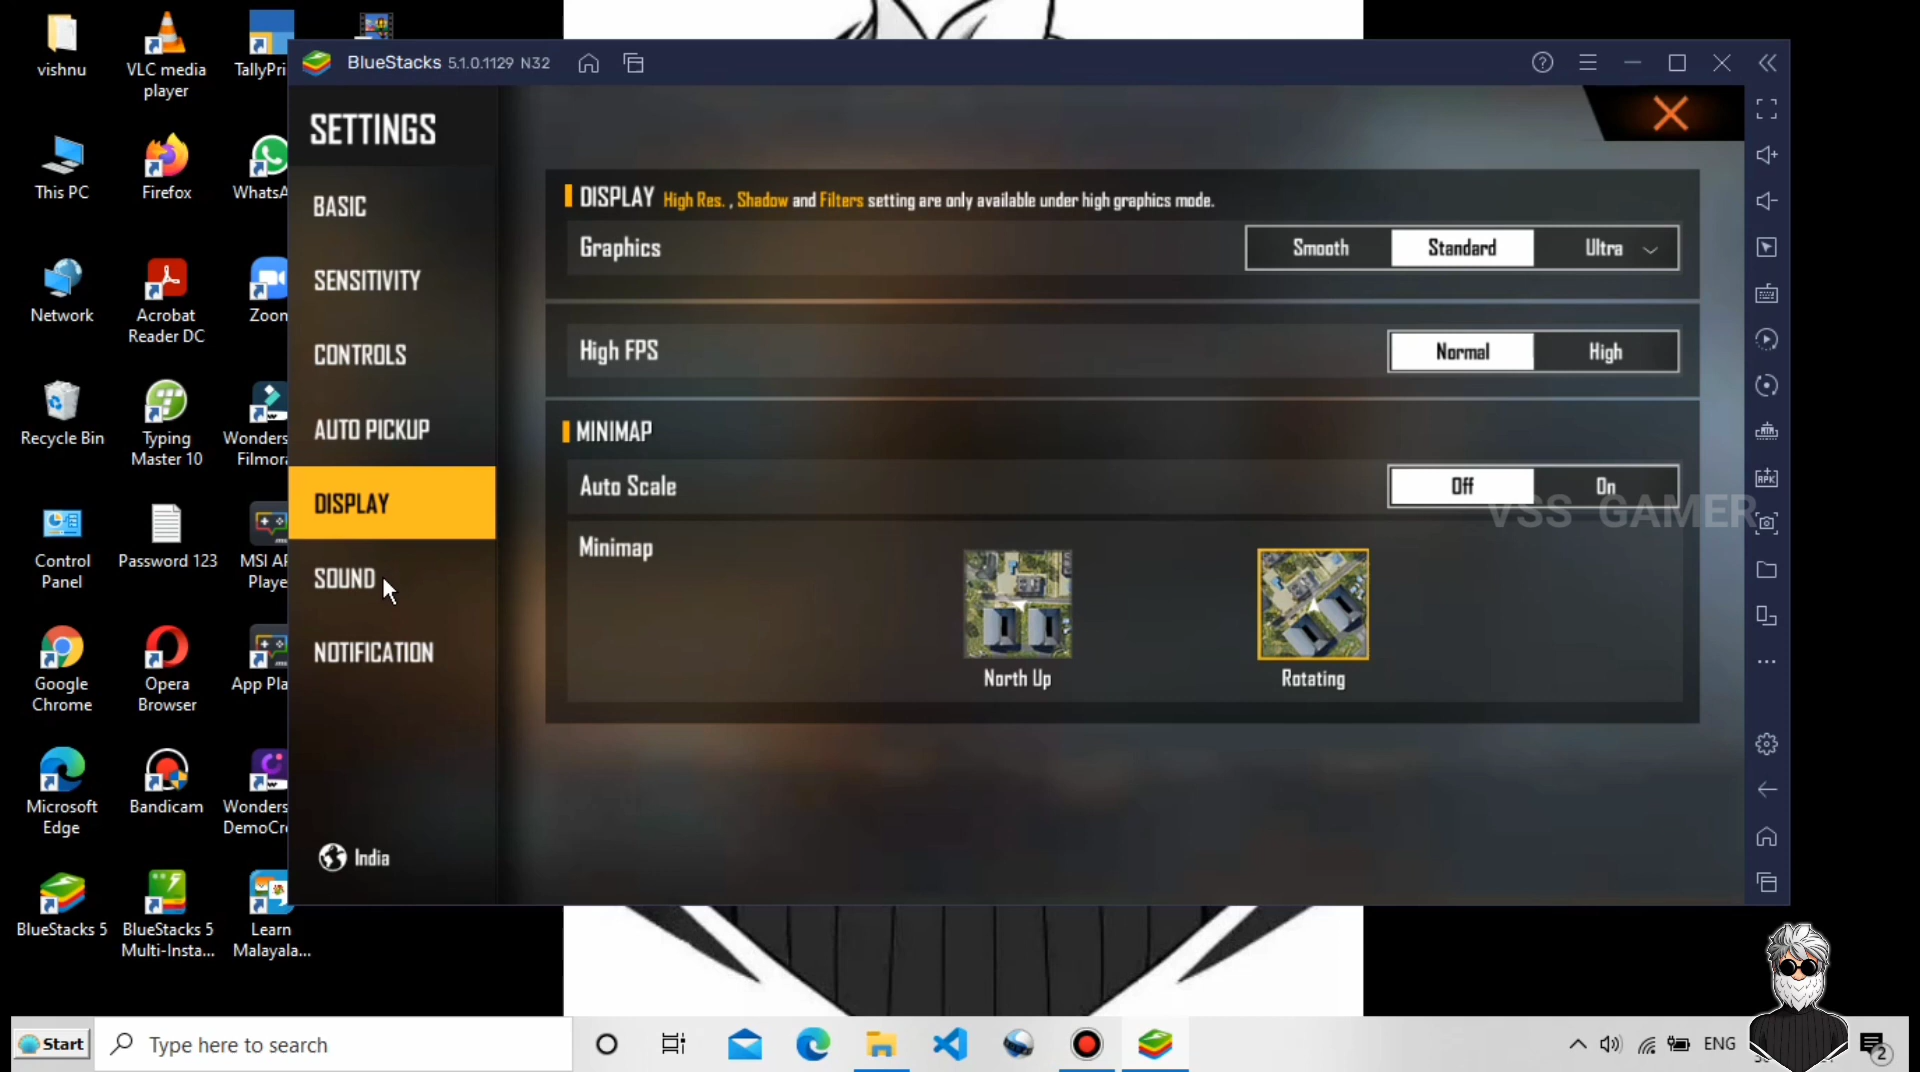 vishnu
VLC media
player
TallyPri
This PC
Firefox
WhatsA
Network
Acrobat
Reader DC
Zoon
Recycle Bin
Typing
Master 10
Wonders
Filmora
Control
Panel
Password 123
MSI AP
Playe
Google
Chrome
Opera
Browser
App Pla
Microsoft
Edge
Bandicam
Wonders
DemoCre
BlueStacks 5
BlueStacks 5
Multi-Insta...
Learn
Malayala...
BlueStacks 5.1.0.1129 N32
SETTINGS
BASIC
SENSITIVITY
CONTROLS
AUTO PICKUP
DISPLAY
SOUND
NOTIFICATION
India
DISPLAY High Res. , Shadow and Filters setting are only available under high graphics mode.
Graphics
Smooth Standard Ultra
High FPS
Normal High
MINIMAP
Auto Scale
Off On
VSS GAMER
Minimap
North Up
Rotating
APK
Start
Type here to search
ENG
2